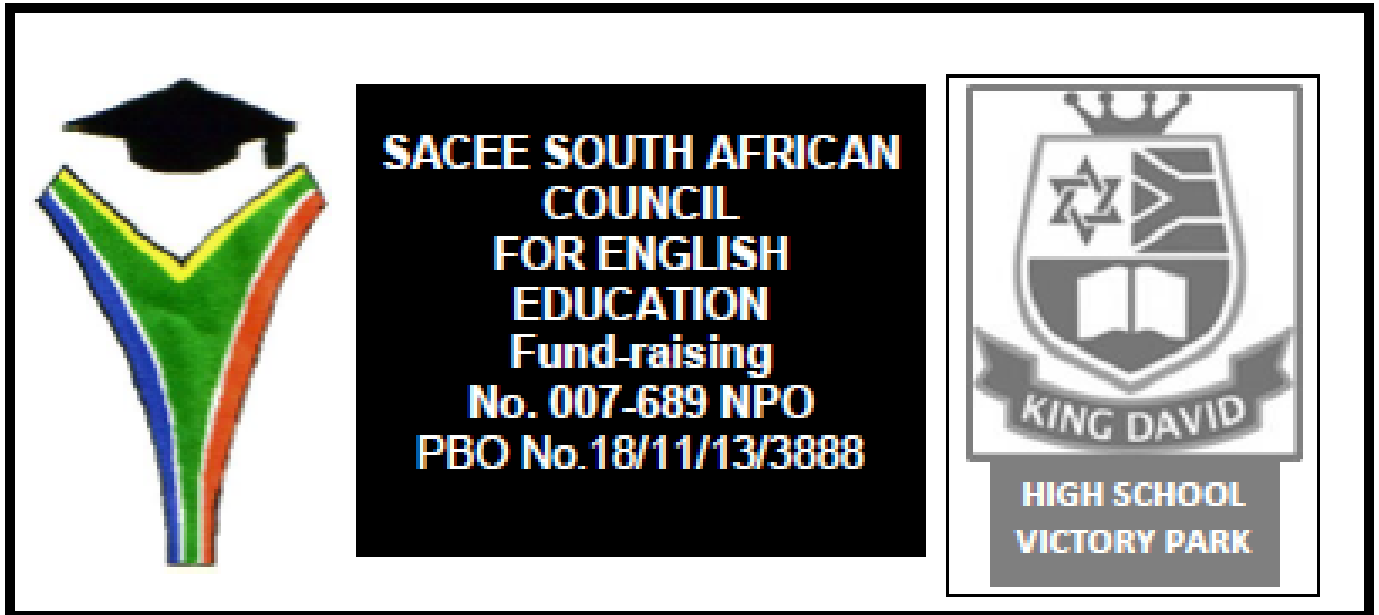 SACEE SOUTH AFRICAN
COUNCIL
FOR ENGLISH
EDUCATION
Fund-raising
No. 007-689 NPO
PBO No.18/11/13/3888
KING DAVID
HIGH SCHOOL
VICTORY PARK